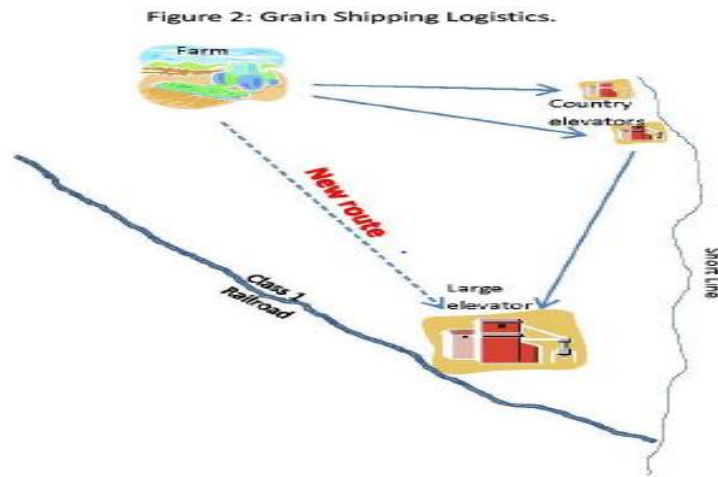 Figure 2: Grain Shipping Logistics.
Farm
Country
elevators
New route
Short Line
Class 1
Railroad
Large
elevator